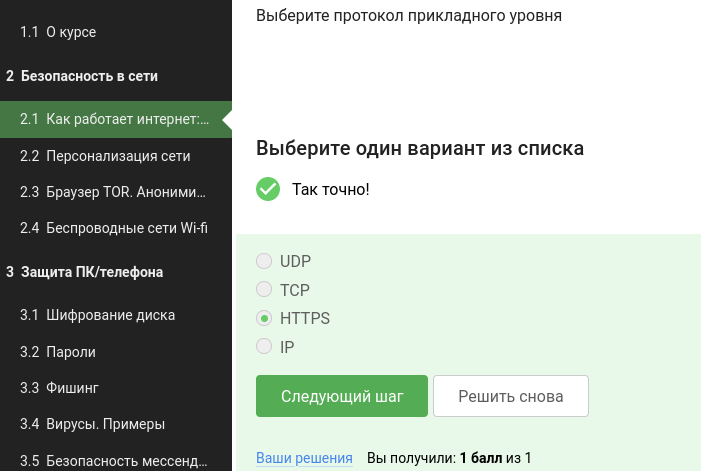 1.1 О курсе
2 Безопасность в сети
2.1 Как работает интернет:...
2.2 Персонализация сети
2.3 Браузер TOR. Аноними...
2.4 Беспроводные сети Wi-fi
3 Защита ПК/телефона
3.1 Шифрование диска
3.2 Пароли
3.3 Фишинг
3.4 Вирусы. Примеры
3.5 Безопасность мессенд...
Выберите протокол прикладного уровня
Выберите один вариант из списка
Так точно!
UDP
TCP
HTTPS
IP
Следующий шаг Решить снова
Ваши решения Вы получили: 1 балл из 1